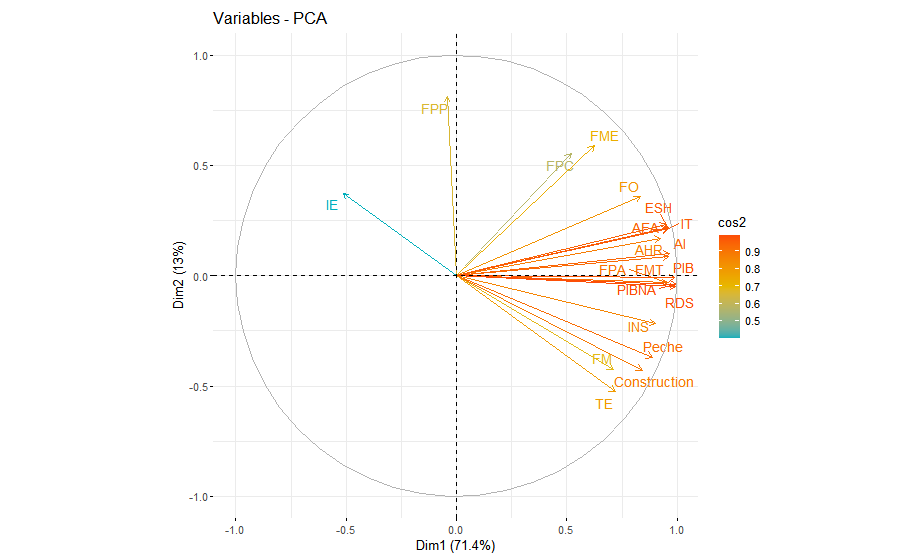 Variables - PCA
1.0
FPP
FME
0.5
FPC
FO
IE
ESH
IT
AFA
AI
AHR
0.0
FPA
FMT
PIB
PIBNA
RDS
INS
Peche
FM
Construction
-0.5
TE
-1.0
-1.0
-0.5
0.0
0.5
1.0
Dim1 (71.4%)
Dim2 (13%)
cos2
0.9
0.8
0.7
0.6
0.5